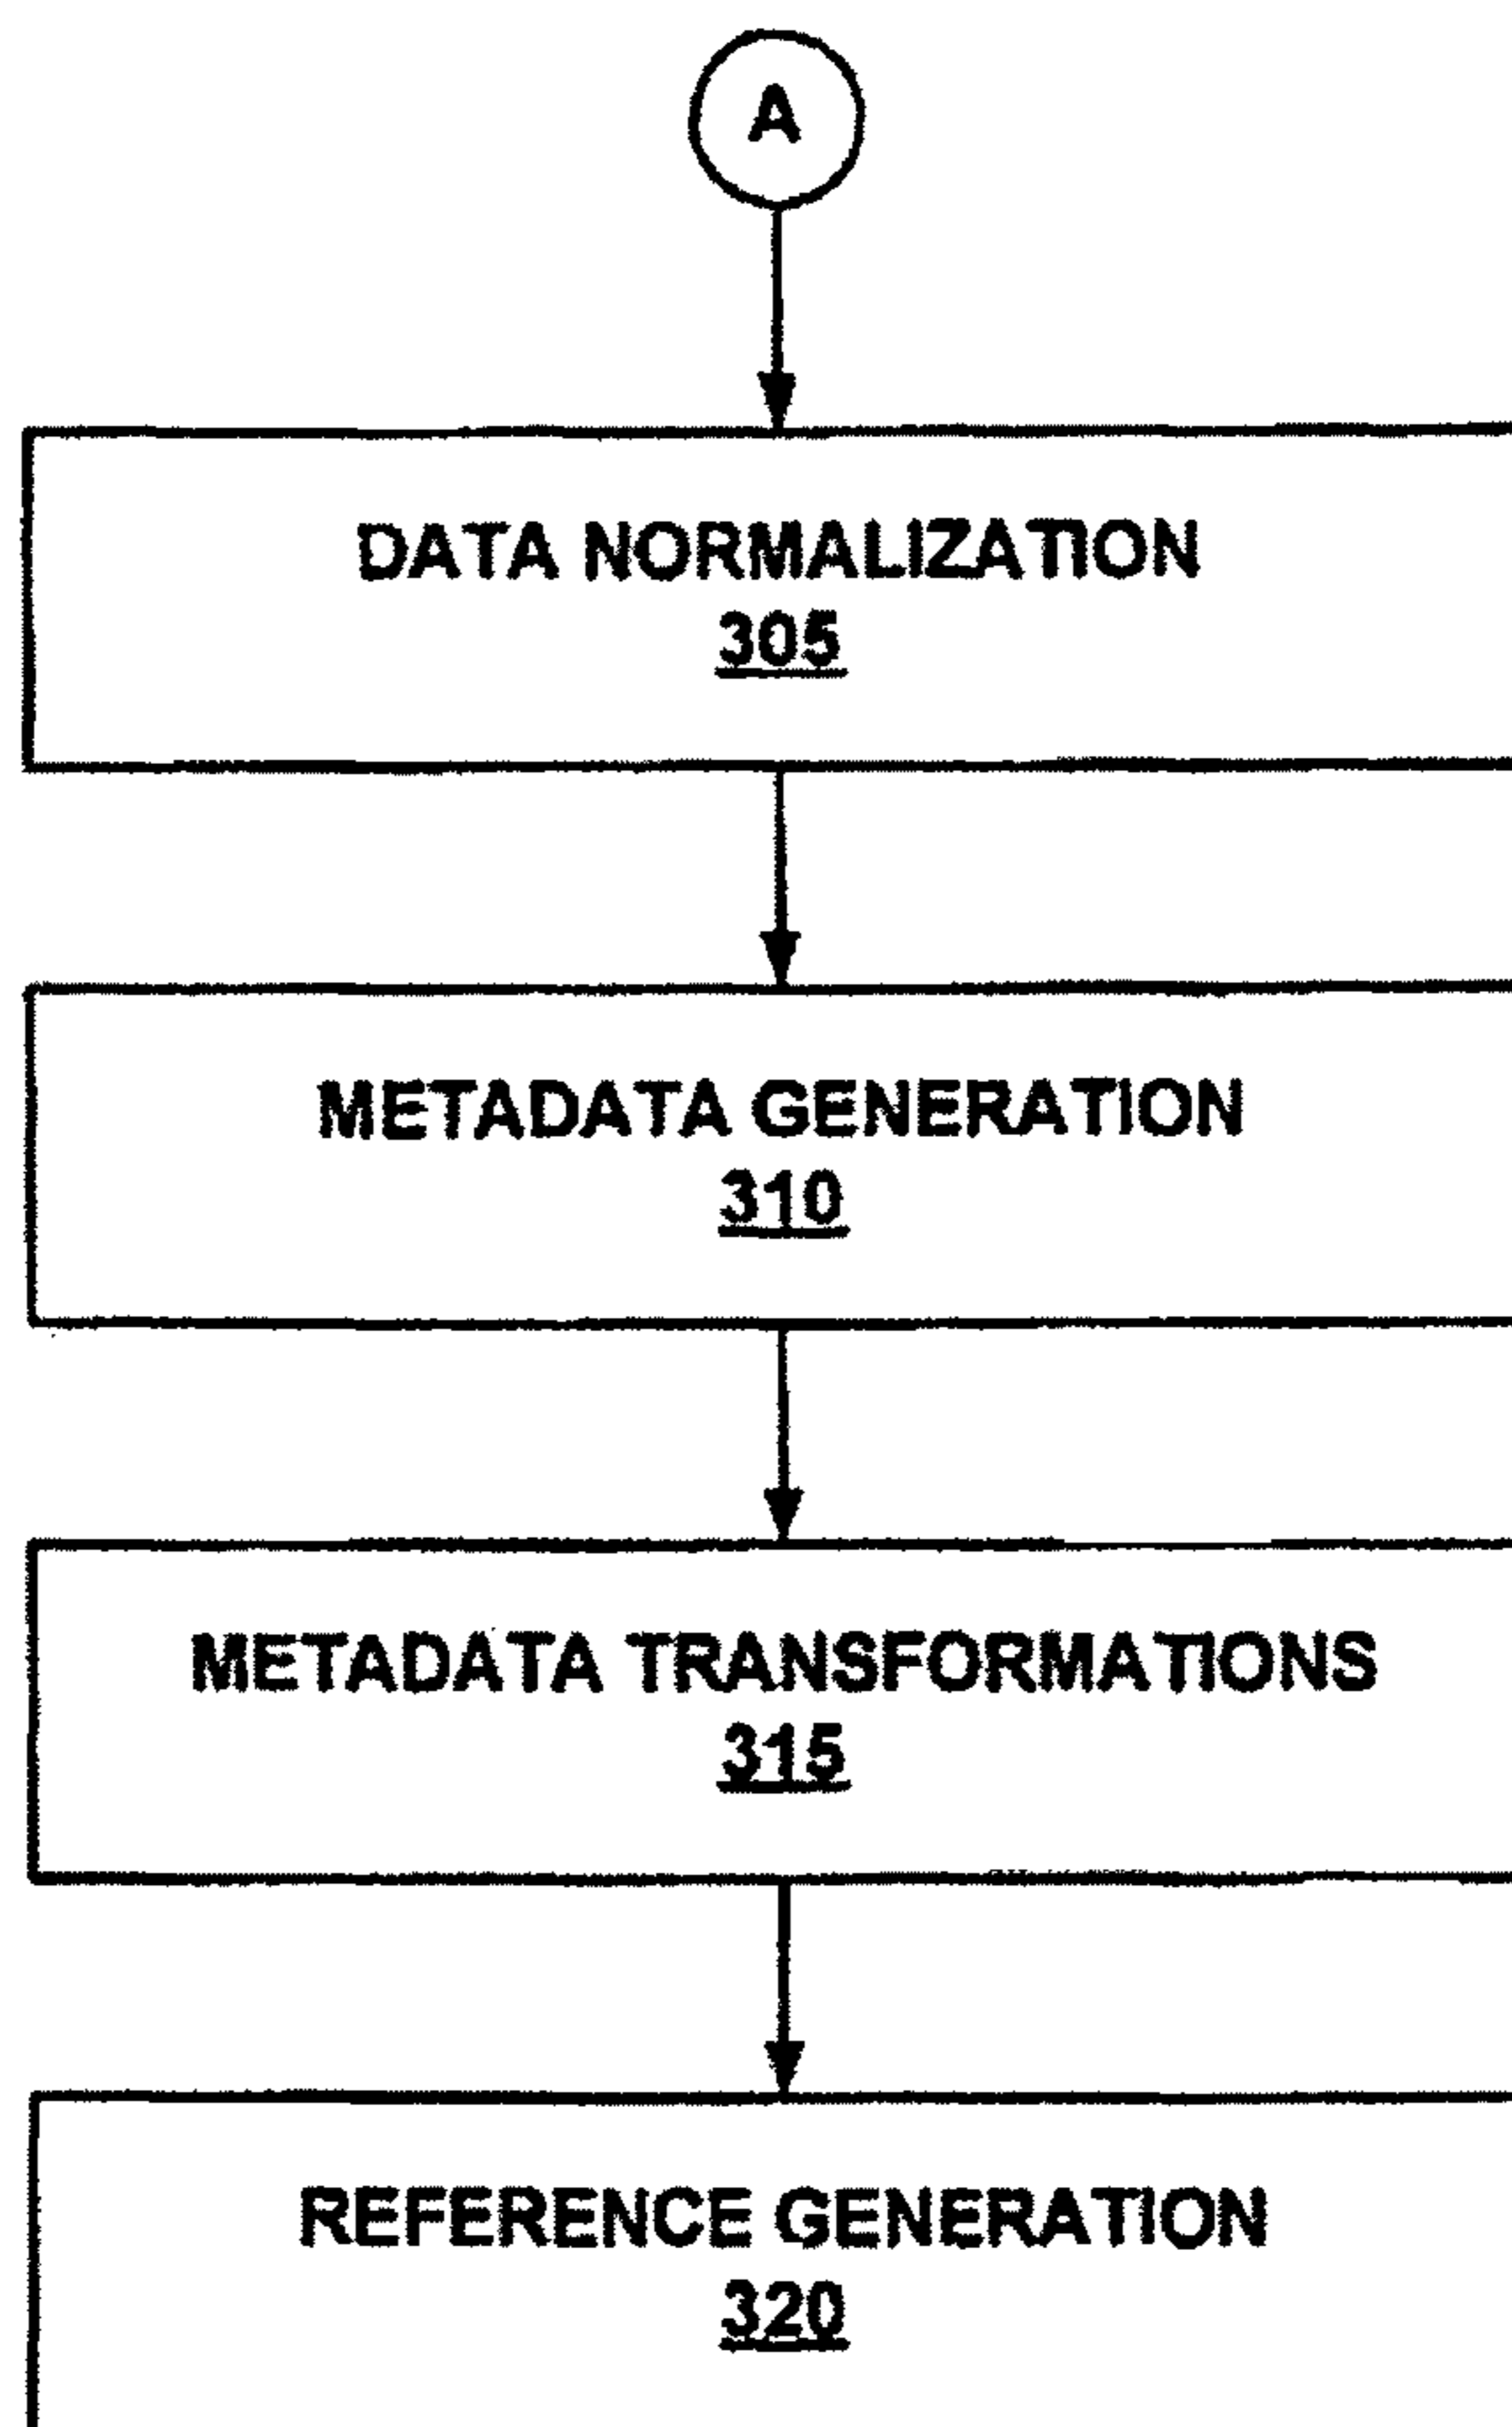 A
DATA NORMALIZATION
305
METADATA GENERATION
310
METADATA TRANSFORMATIONS
315
REFERENCE GENERATION
320